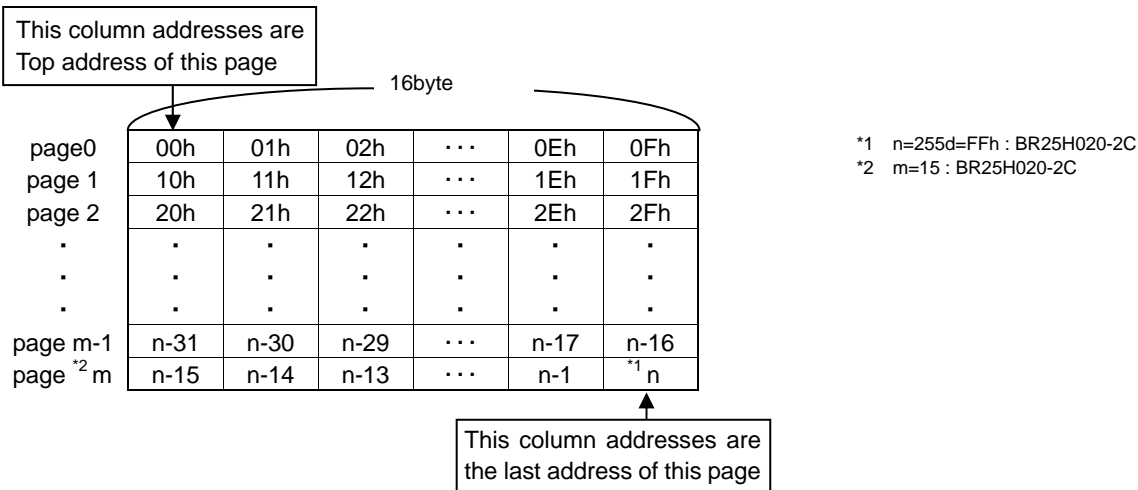 This column addresses are
Top address of this page
16byte
page0 00h 01h 02h ··· 0Eh 0Fh
page 1 10h 11h 12h ··· 1Eh 1Fh
page 2 20h 21h 22h ··· 2Eh 2Fh
· · · · · · ·
· · · · · · ·
· · · · · · ·
page m-1 n-31 n-30 n-29 ··· n-17 n-16
page *2 m n-15 n-14 n-13 ··· n-1 *1 n
This column addresses are
the last address of this page
*1 n=255d=FFh : BR25H020-2C
*2 m=15 : BR25H020-2C